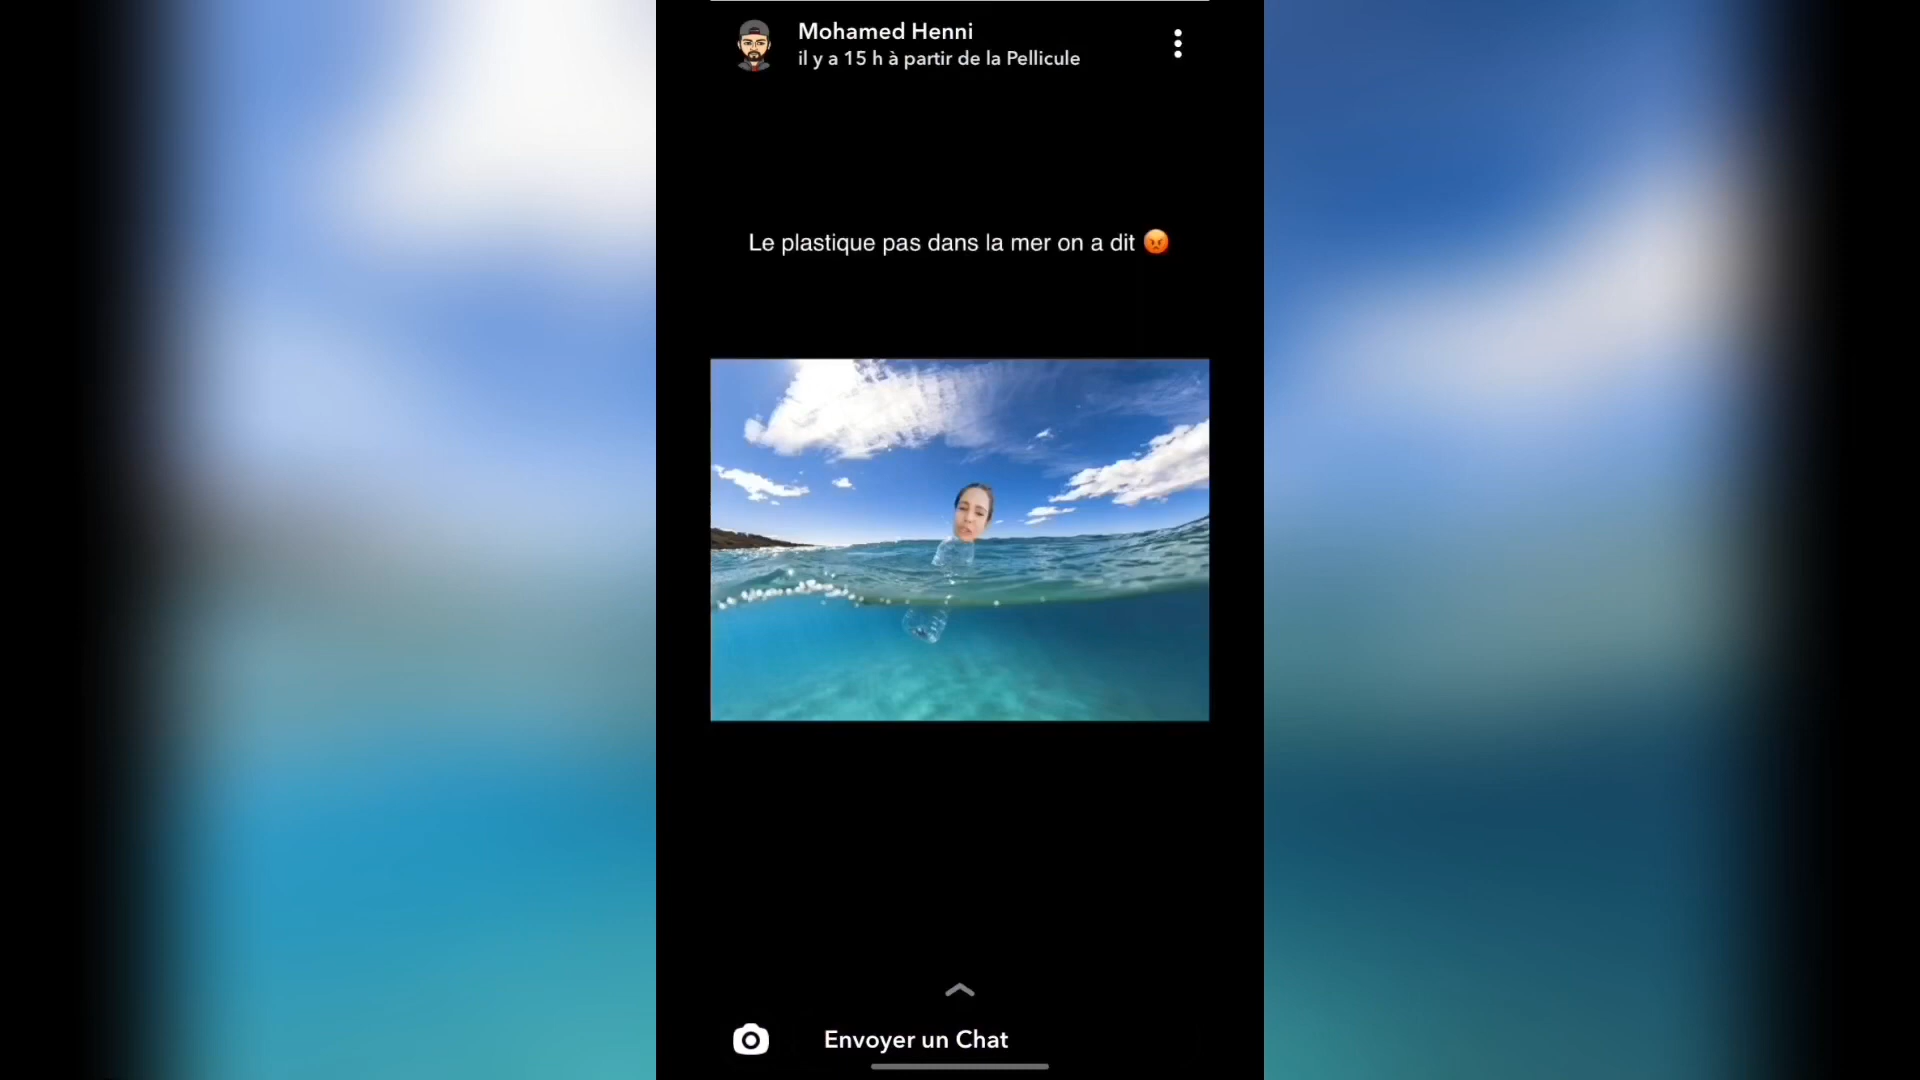 Mohamed Henni
il y a 15 h à partir de la Pellicule
Le plastique pas dans la mer on a dit 😡
Envoyer un Chat